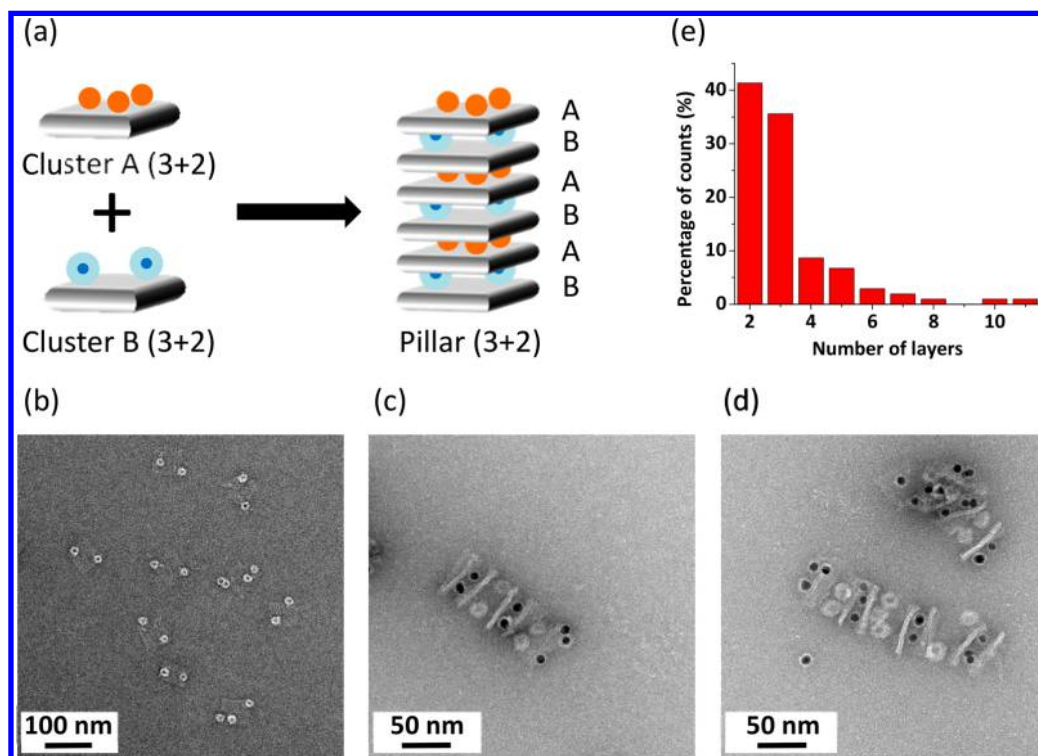 (a)
Cluster A (3+2)
Cluster B (3+2)
A
B
A
B
A
B
Pillar (3+2)
(e)
Percentage of counts (%)
40
30
20
10
0
2 4 6 8 10
Number of layers
(b)
100 nm
(c)
50 nm
(d)
50 nm